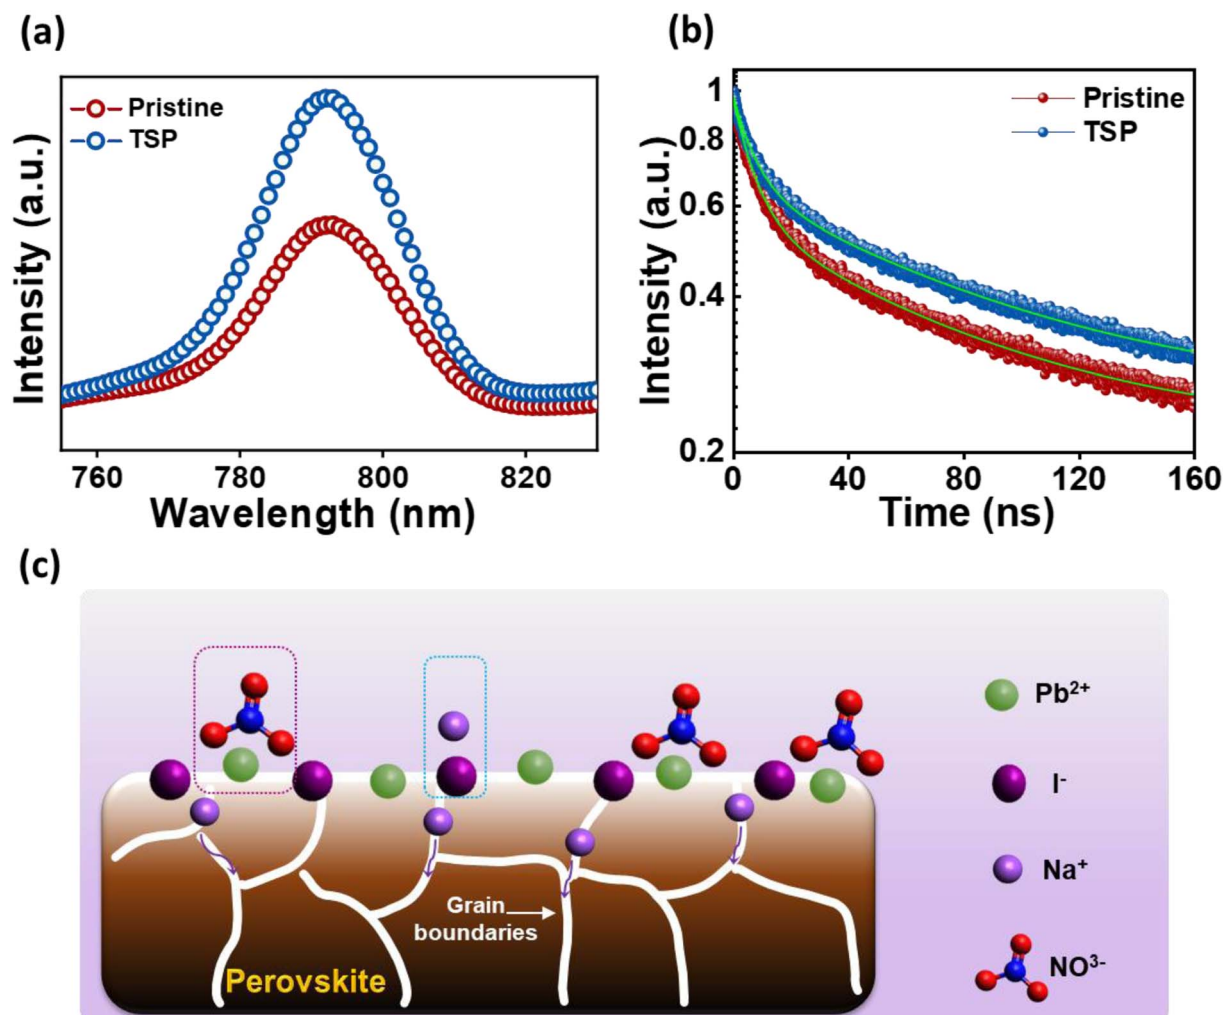 (a)
Intensity (a.u.)
Pristine
TSP
760
780
800
820
Wavelength (nm)
(b)
Intensity (a.u.)
1
0.8
0.6
0.4
0.2
Pristine
TSP
0
40
80
120
160
Time (ns)
(c)
Pb²⁺
I⁻
Na⁺
NO³⁻
Grain
boundaries
Perovskite